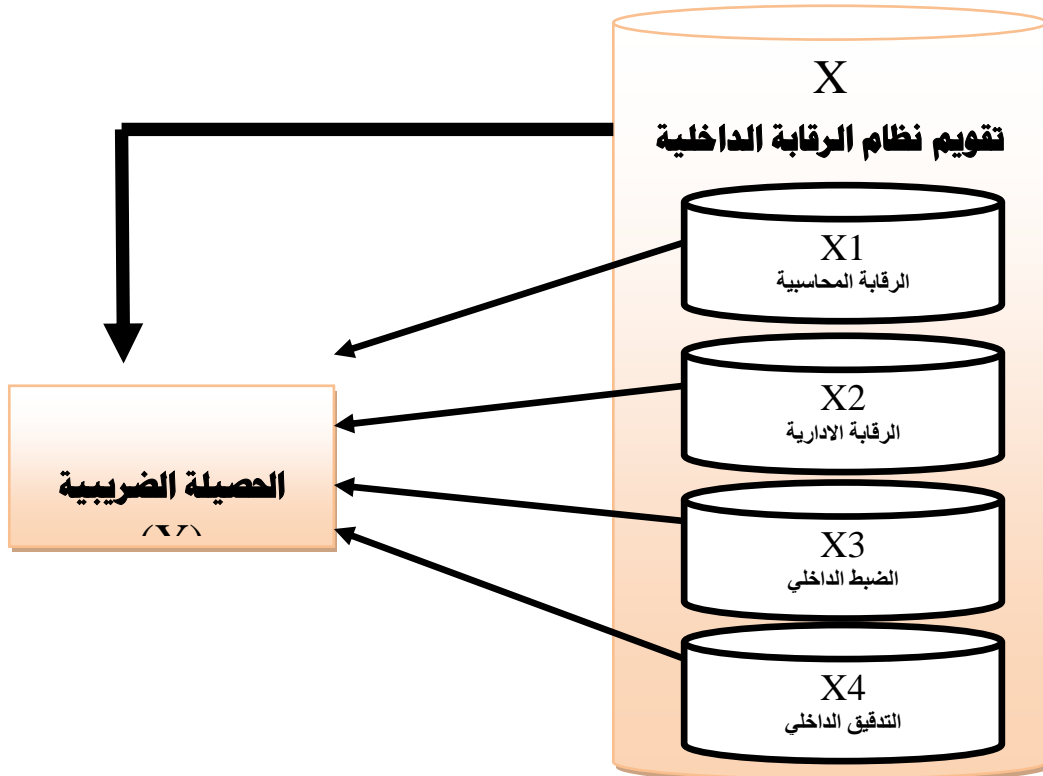 X
تقويم نظام الرقابة الداخلية
X1
الرقابة المحاسبية
X2
الرقابة الادارية
X3
الضبط الداخلي
X4
التدقيق الداخلي
الحصيلة الضريبية